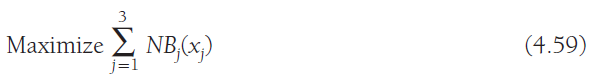 Maximize ∑_{j=1}^{3} NB_j(x_j) (4.59)